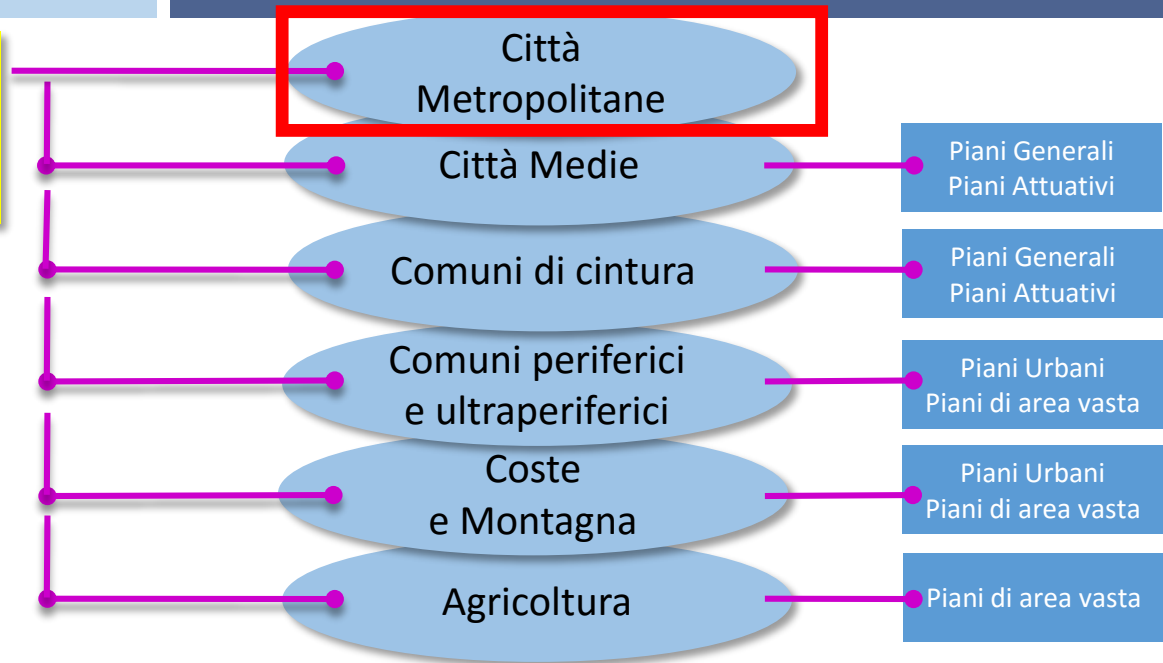 Città
Metropolitane
Città Medie
Piani Generali
Piani Attuativi
Comuni di cintura
Piani Generali
Piani Attuativi
Comuni periferici
e ultraperiferici
Piani Urbani
Piani di area vasta
Coste
e Montagna
Piani Urbani
Piani di area vasta
Agricoltura
Piani di area vasta